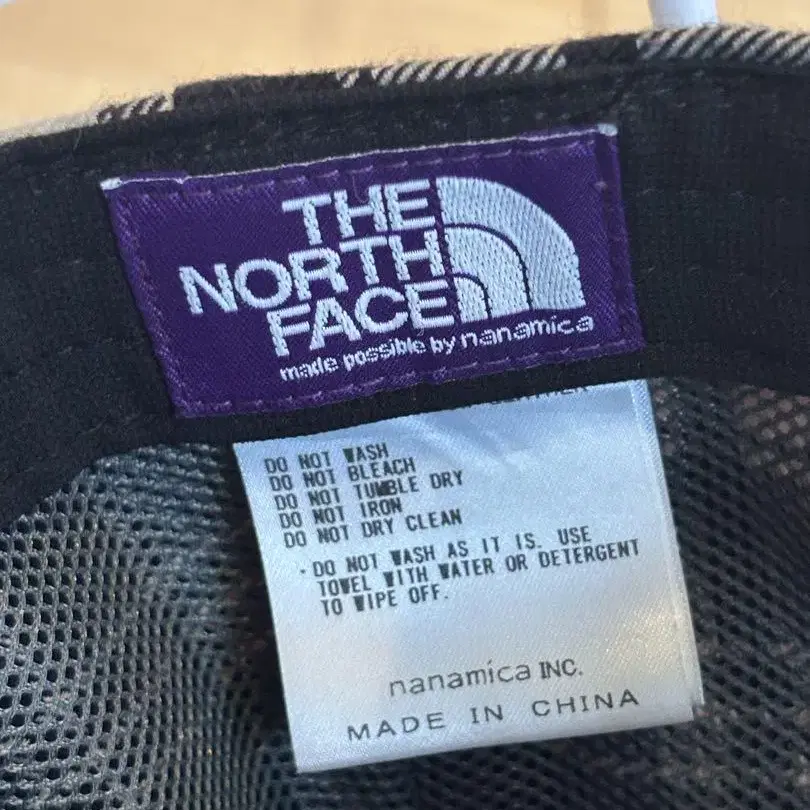 THE
NORTH
FACE
made possible by nanamica
LEATHER
DO NOT WASH
DO NOT BLEACH
DO NOT TUMBLE DRY
DO NOT IRON
DO NOT DRY CLEAN
・DO NOT WASH AS IT IS. USE
TOWEL WITH WATER OR DETERGENT
TO WIPE OFF.
nanamica INC.
MADE IN CHINA